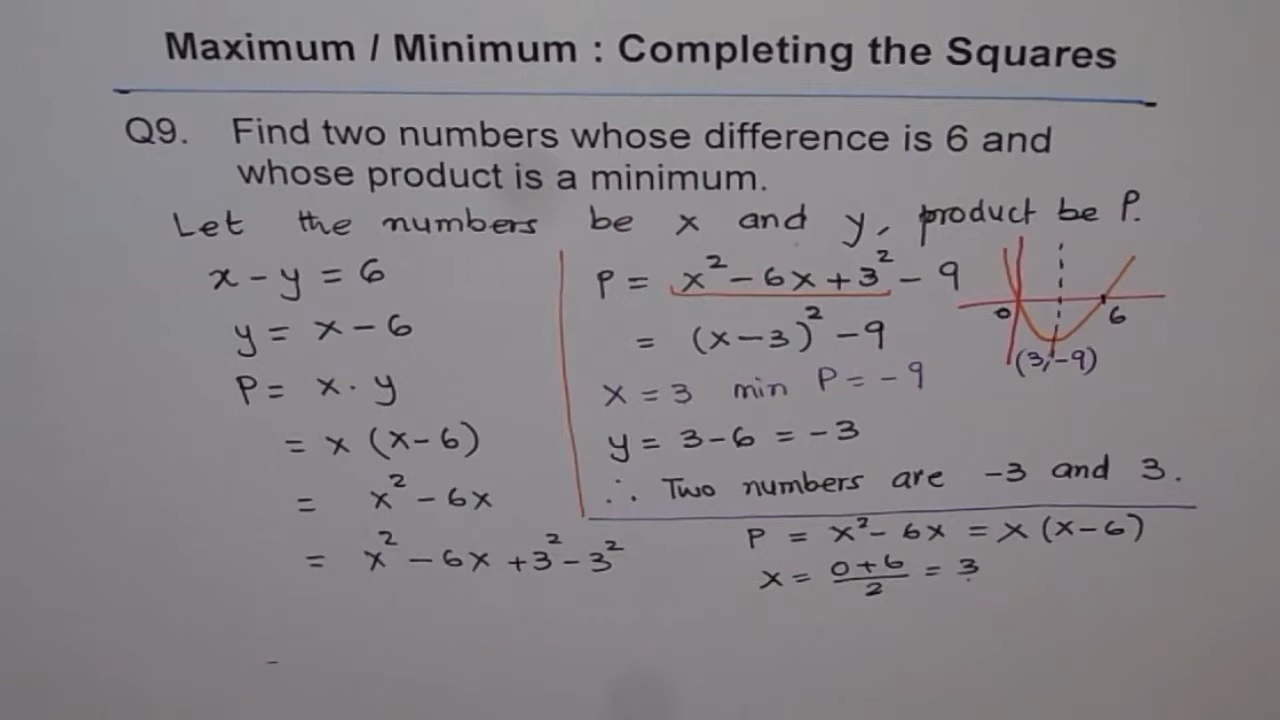 Maximum / Minimum : Completing the Squares
Q9. Find two numbers whose difference is 6 and
whose product is a minimum.
Let the numbers be x and y, product be P.
x - y = 6
y = x - 6
P = x · y
= x (x - 6)
= x² - 6x
= x² - 6x + 3² - 3²
P = x² - 6x + 3² - 9
= (x - 3)² - 9
x = 3 min P = -9
y = 3 - 6 = -3
∴ Two numbers are -3 and 3.
0
6
(3, -9)
P = x² - 6x = x (x - 6)
x = (0 + 6)/2 = 3